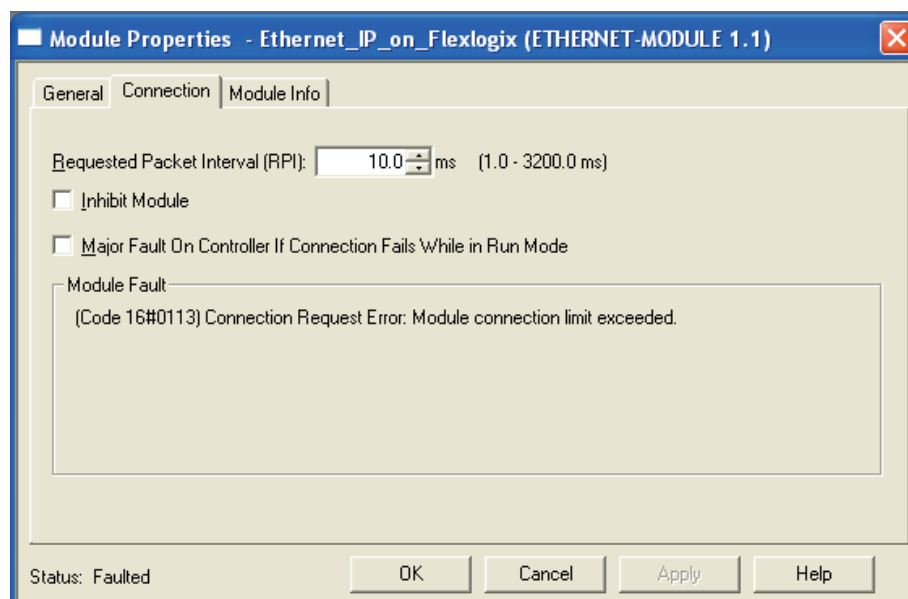 Module Properties - Ethernet_IP_on_Flexlogix (ETHERNET-MODULE 1.1)
General Connection Module Info
Requested Packet Interval (RPI): 10.0 ms (1.0 - 3200.0 ms)
Inhibit Module
Major Fault On Controller If Connection Fails While in Run Mode
Module Fault
(Code 16#0113) Connection Request Error: Module connection limit exceeded.
Status: Faulted OK Cancel Apply Help